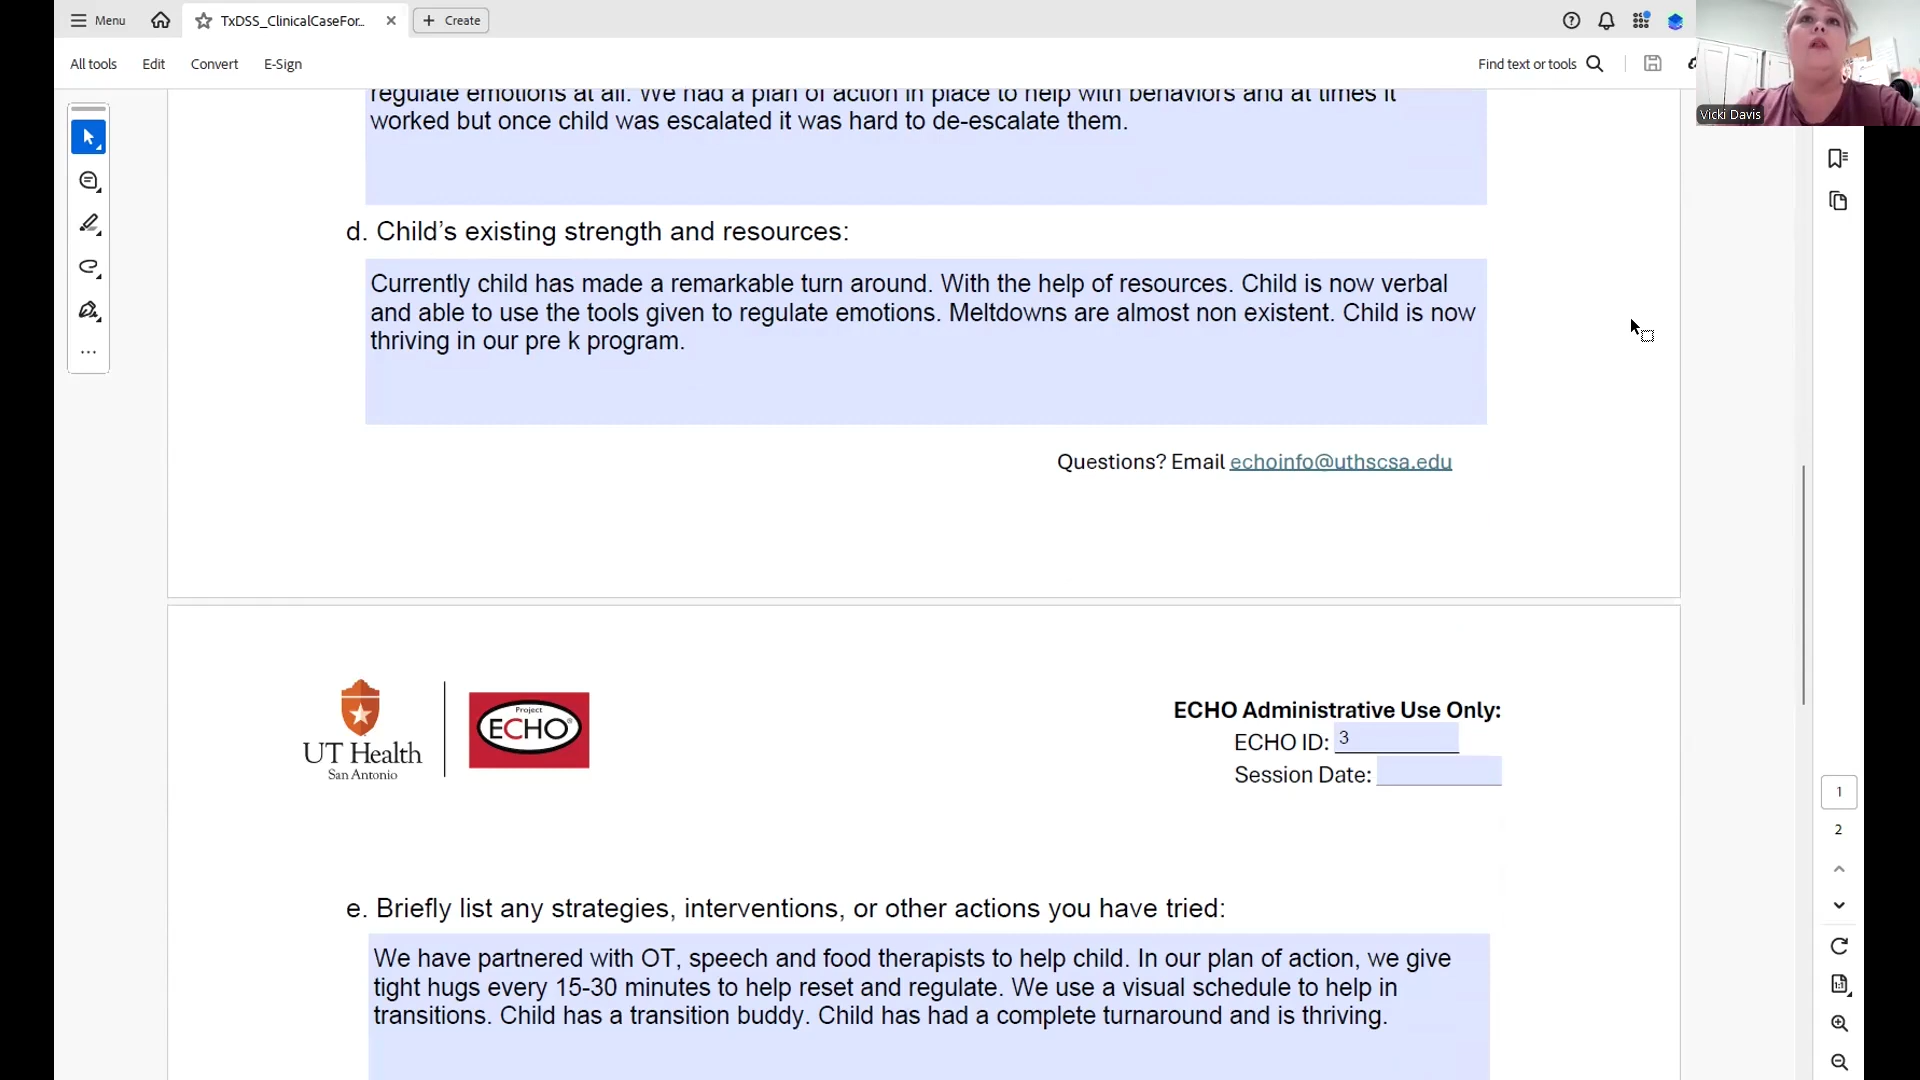 Menu
TxDSS_ClinicalCaseFor...
Create
All tools
Edit
Convert
E-Sign
Find text or tools
Vicki Davis
regulate emotions at all. We had a plan of action in place to help with behaviors and at times it
worked but once child was escalated it was hard to de-escalate them.
d. Child's existing strength and resources:
Currently child has made a remarkable turn around. With the help of resources. Child is now verbal
and able to use the tools given to regulate emotions. Meltdowns are almost non existent. Child is now
thriving in our pre k program.
Questions? Email echoinfo@uthscsa.edu
UT Health
San Antonio
Project
ECHO®
ECHO Administrative Use Only:
ECHO ID: 3
Session Date:
1
2
e. Briefly list any strategies, interventions, or other actions you have tried:
We have partnered with OT, speech and food therapists to help child. In our plan of action, we give
tight hugs every 15-30 minutes to help reset and regulate. We use a visual schedule to help in
transitions. Child has a transition buddy. Child has had a complete turnaround and is thriving.